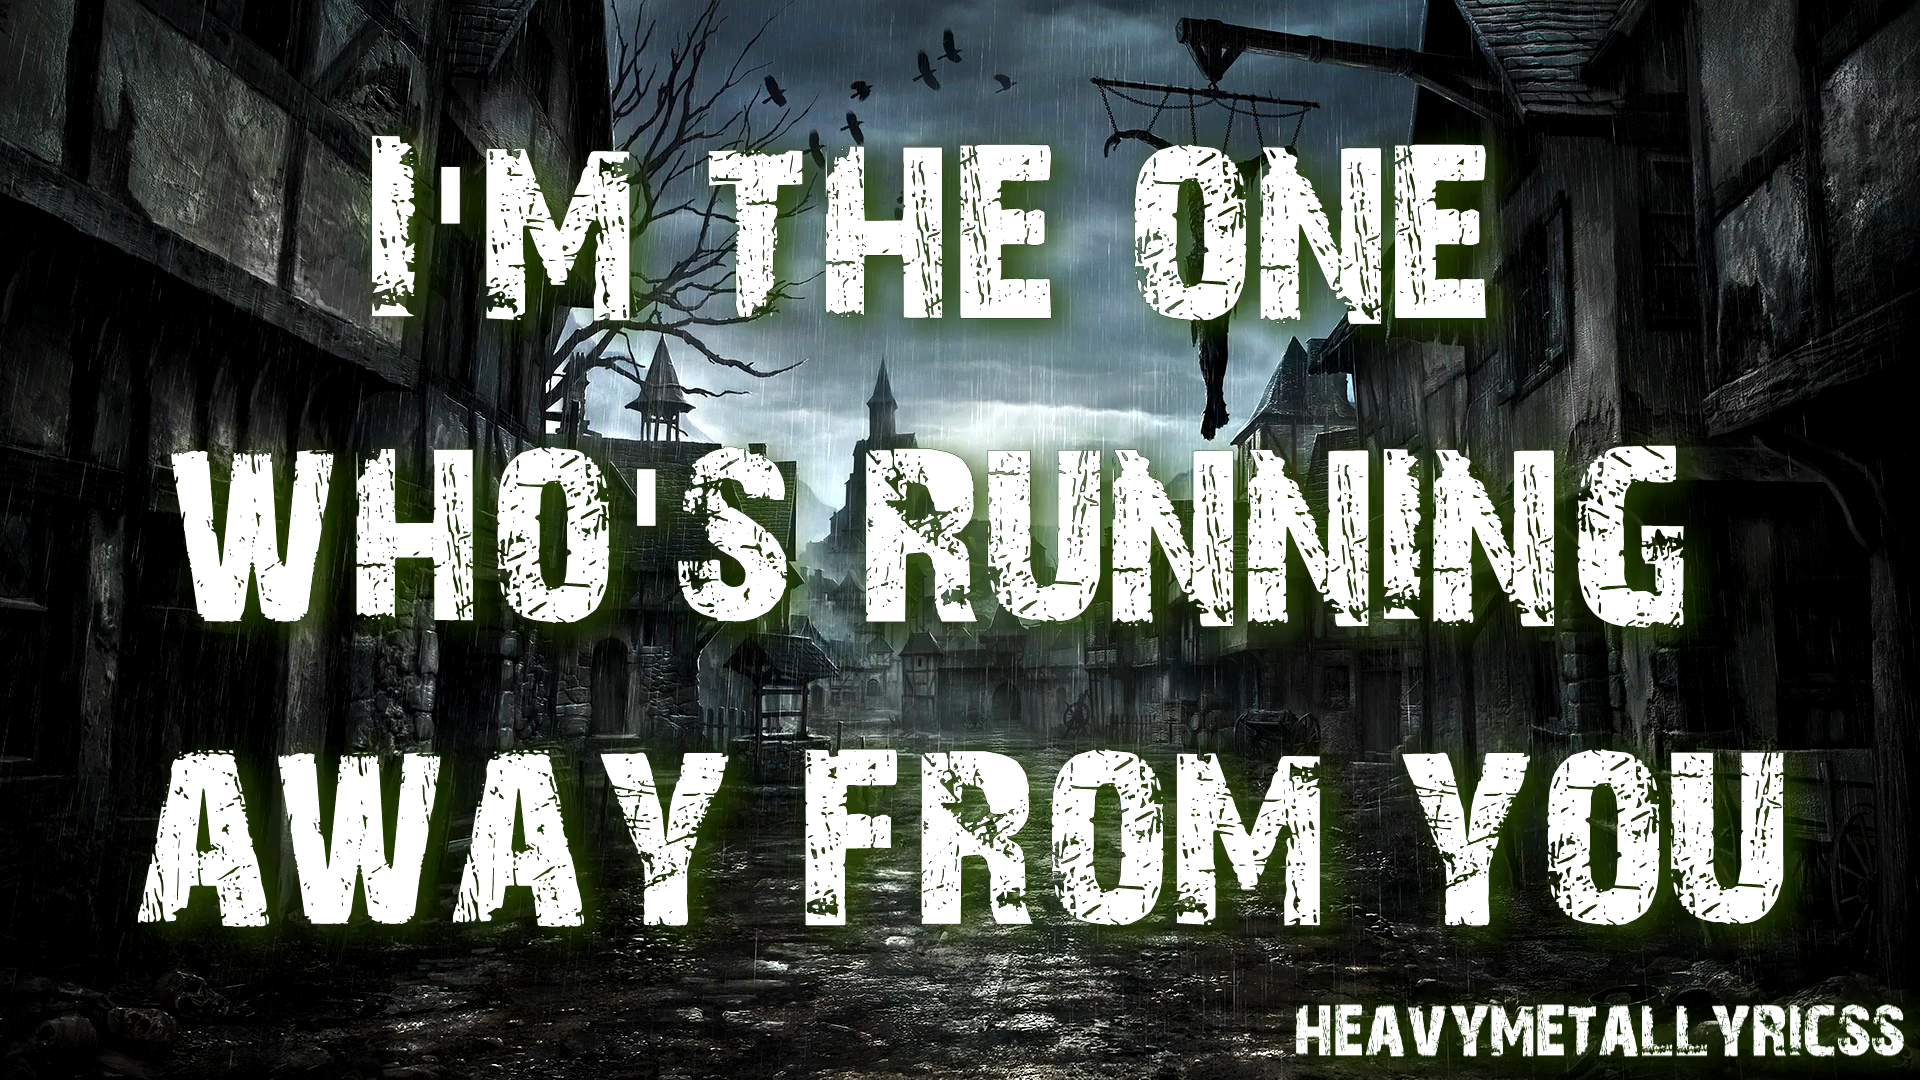 I'M THE ONE
WHO'S RUNNING
AWAY FROM YOU
HEAVYMETALLYRICSS